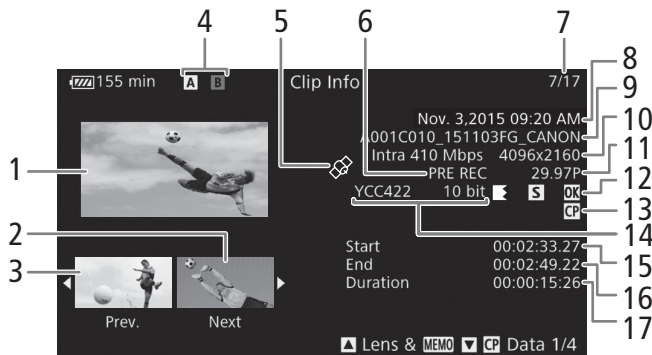 4 5 6 7
155 min A B Clip Info 7/17
8
Nov. 3,2015 09:20 AM
9
A001C010_151103FG_CANON
10
Intra 410 Mbps 4096x2160
11
PRE REC 29.97P
12
YCC422 10 bit S OK
13
CP
14
1
2
3
Start 00:02:33.27
15
End 00:02:49.22
16
Duration 00:00:15:26
17
Prev. Next
Lens & MEMO CP Data 1/4